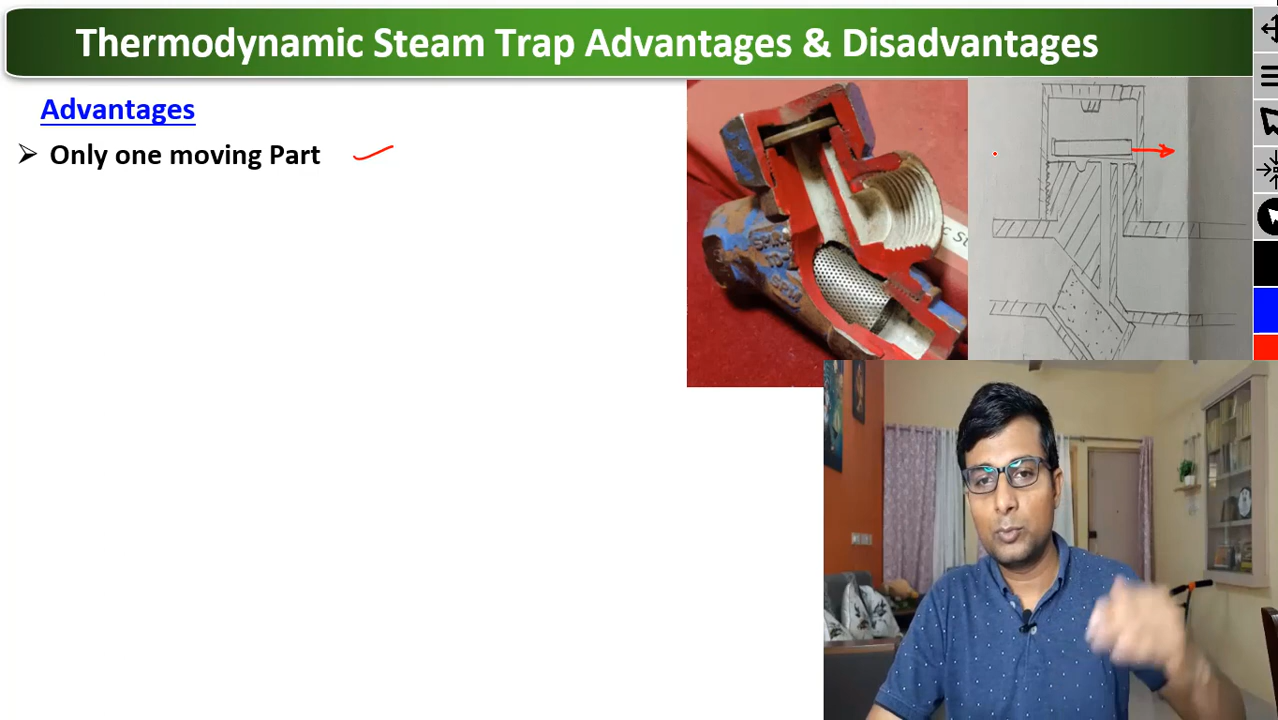 Thermodynamic Steam Trap Advantages & Disadvantages
Advantages
➢ Only one moving Part